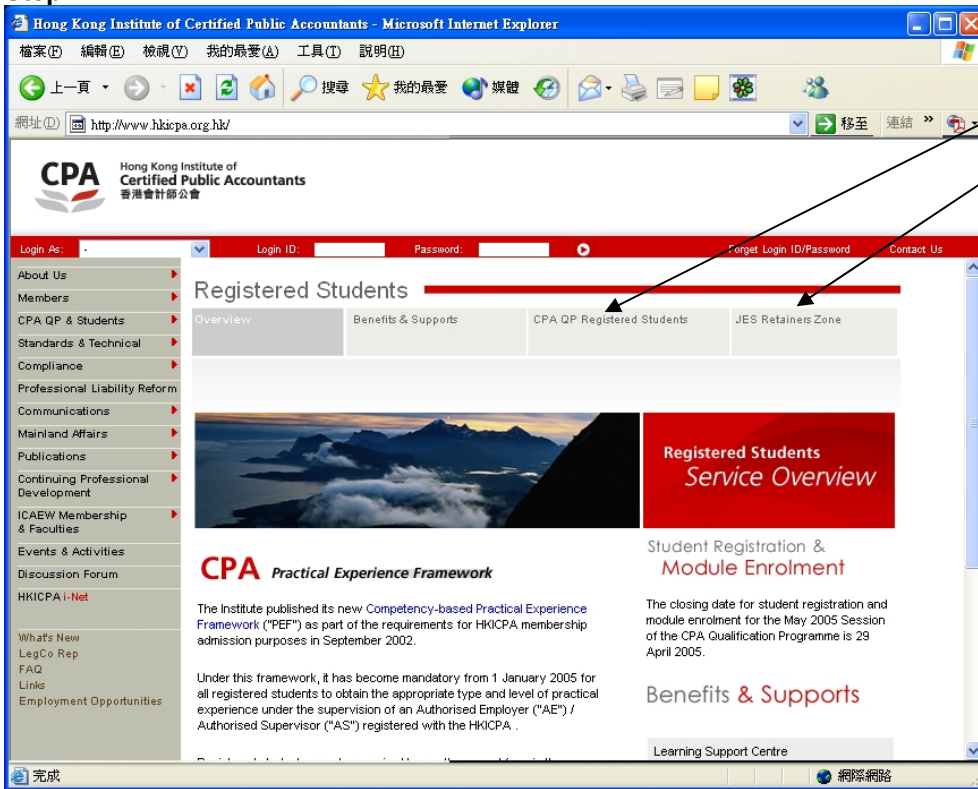 Hong Kong Institute of Certified Public Accountants - Microsoft Internet Explorer
檔案(F) 編輯(E) 檢視(V) 我的最愛(A) 工具(T) 說明(H)
上一頁 搜尋 我的最愛 媒體
網址(D) http://www.hkicpa.org.hk/ 移至 連結 »
CPA
Hong Kong Institute of
Certified Public Accountants
香港會計師公會
Login As: - Login ID: Password: Forget Login ID/Password Contact Us
About Us
Members
CPA QP & Students
Standards & Technical
Compliance
Professional Liability Reform
Communications
Mainland Affairs
Publications
Continuing Professional
Development
ICAEW Membership
& Faculties
Events & Activities
Discussion Forum
HKICPA i-Net
What's New
LegCo Rep
FAQ
Links
Employment Opportunities
Registered Students
Overview Benefits & Supports CPA QP Registered Students JES Retainers Zone
Registered Students
Service Overview
CPA Practical Experience Framework
The Institute published its new Competency-based Practical Experience
Framework ("PEF") as part of the requirements for HKICPA membership
admission purposes in September 2002.
Under this framework, it has become mandatory from 1 January 2005 for
all registered students to obtain the appropriate type and level of practical
experience under the supervision of an Authorised Employer ("AE") /
Authorised Supervisor ("AS") registered with the HKICPA .
Student Registration &
Module Enrolment
The closing date for student registration and
module enrolment for the May 2005 Session
of the CPA Qualification Programme is 29
April 2005.
Benefits & Supports
Learning Support Centre
完成 網際網路